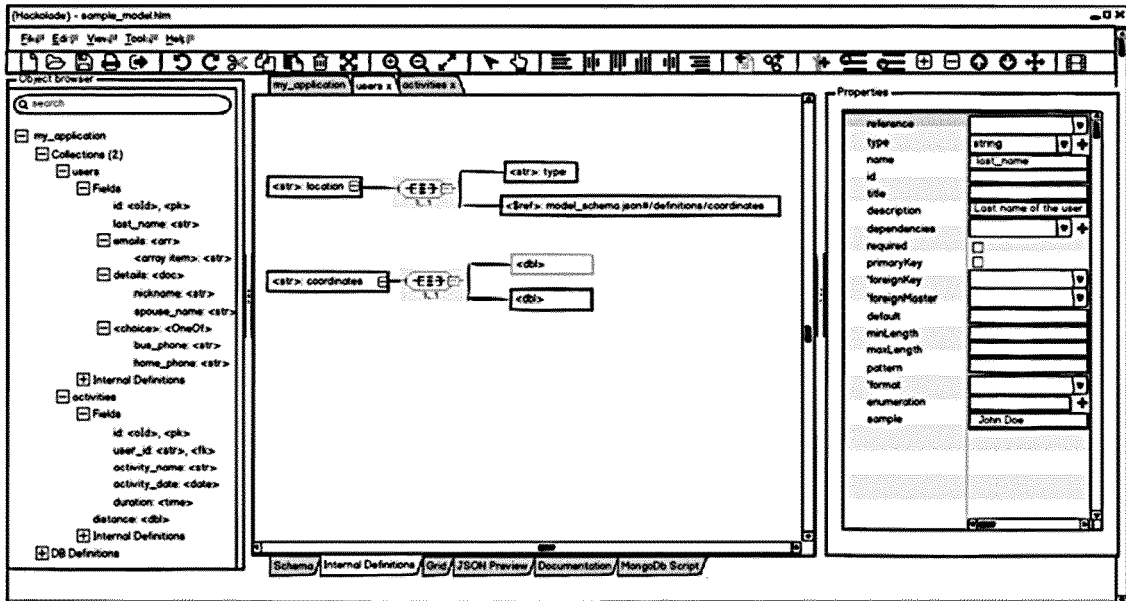 {Hackolade} - sample_model.hlm
File Edit View Tools Help
Object browser
search
my_application
Collections (2)
users
Fields
id: <oId>, <pk>
last_name: <str>
emails: <arr>
<array item>: <str>
details: <doc>
nickname: <str>
spouse_name: <str
<choice>: <OneOf>
bus_phone: <str>
home_phone: <str>
Internal Definitions
activities
Fields
id: <oId>, <pk>
user_id: <str>, <fk>
activity_name: <str>
activity_date: <date>
duration: <time>
distance: <dbl>
Internal Definitions
DB Definitions
my_application users x activities x
<str>: location
1..1
<str>: type
<$ref>: model_schema.json#/definitions/coordinates
<str>: coordinates
1..1
<dbl>
<dbl>
Schema Internal Definitions Grid JSON Preview Documentation MongoDb Script
Properties
reference
type string
name last_name
id
title
description Last name of the user
dependencies
required
primaryKey
*foreignKey
*foreignMaster
default
minLength
maxLength
pattern
*format
enumeration
sample John Doe